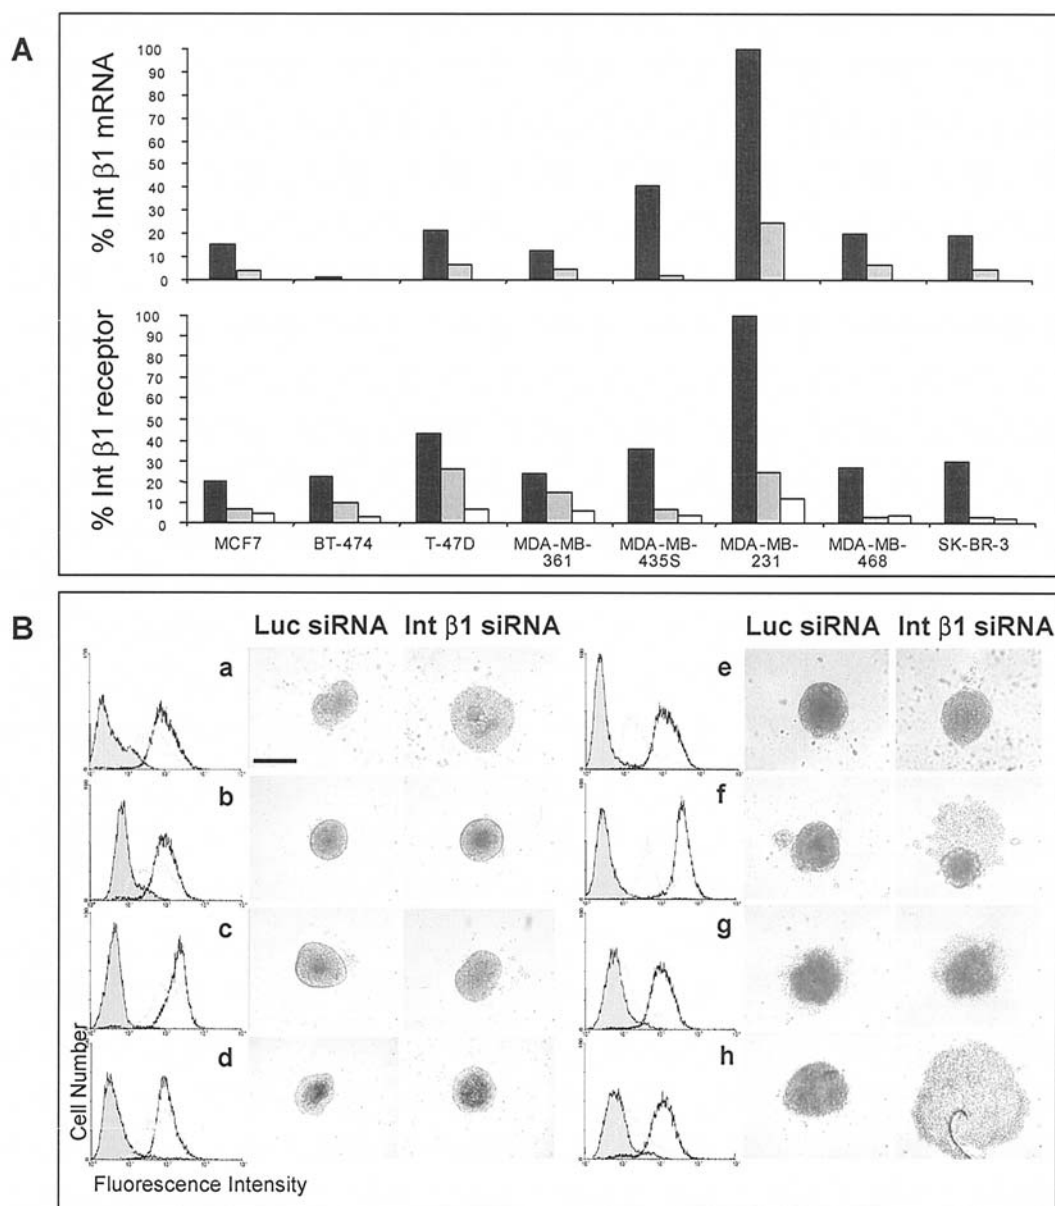 A
% Int β1 mRNA
100
90
80
70
60
50
40
30
20
10
0
% Int β1 receptor
100
90
80
70
60
50
40
30
20
10
0
MCF7
BT-474
T-47D
MDA-MB-
361
MDA-MB-
435S
MDA-MB-
231
MDA-MB-
468
SK-BR-3
B
Luc siRNA
Int β1 siRNA
Luc siRNA
Int β1 siRNA
a
b
c
d
e
f
g
h
Cell Number
Fluorescence Intensity